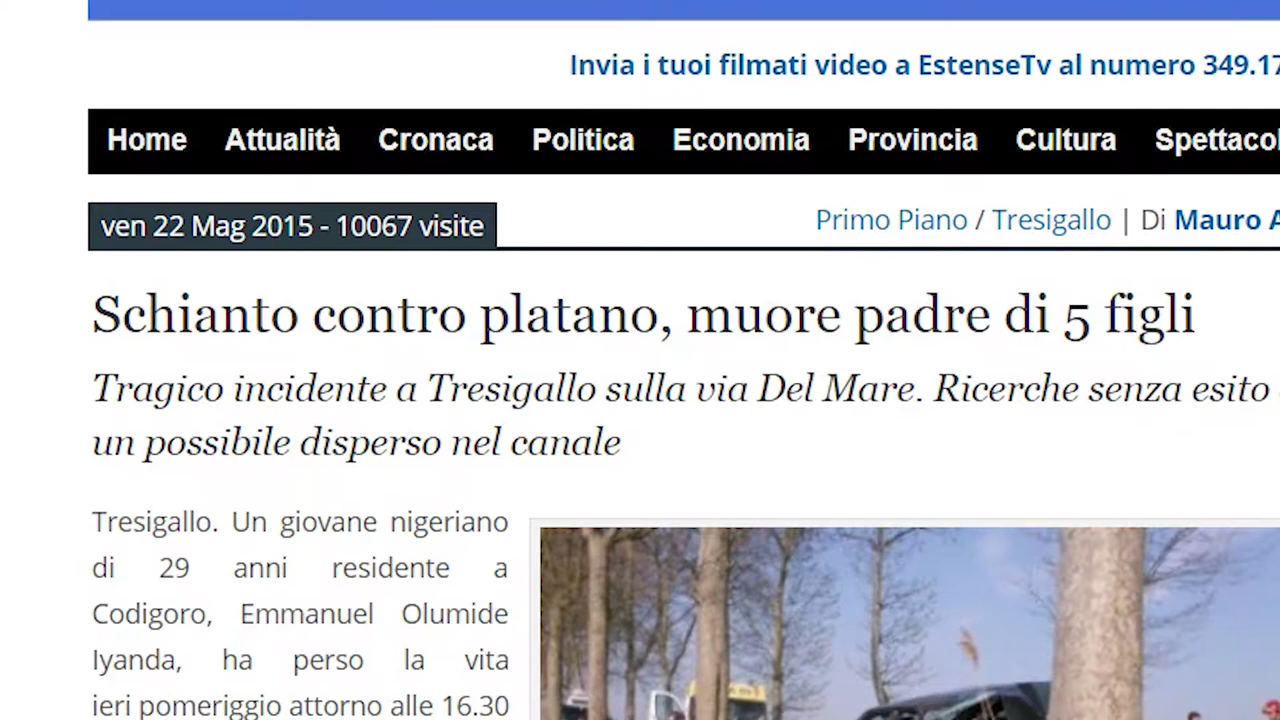 Invia i tuoi filmati video a EstenseTv al numero 349.17
Home Attualità Cronaca Politica Economia Provincia Cultura Spettacol
ven 22 Mag 2015 - 10067 visite
Primo Piano / Tresigallo | Di Mauro A
Schianto contro platano, muore padre di 5 figli
Tragico incidente a Tresigallo sulla via Del Mare. Ricerche senza esito
un possibile disperso nel canale
Tresigallo. Un giovane nigeriano
di 29 anni residente a
Codigoro, Emmanuel Olumide
Iyanda, ha perso la vita
ieri pomeriggio attorno alle 16.30